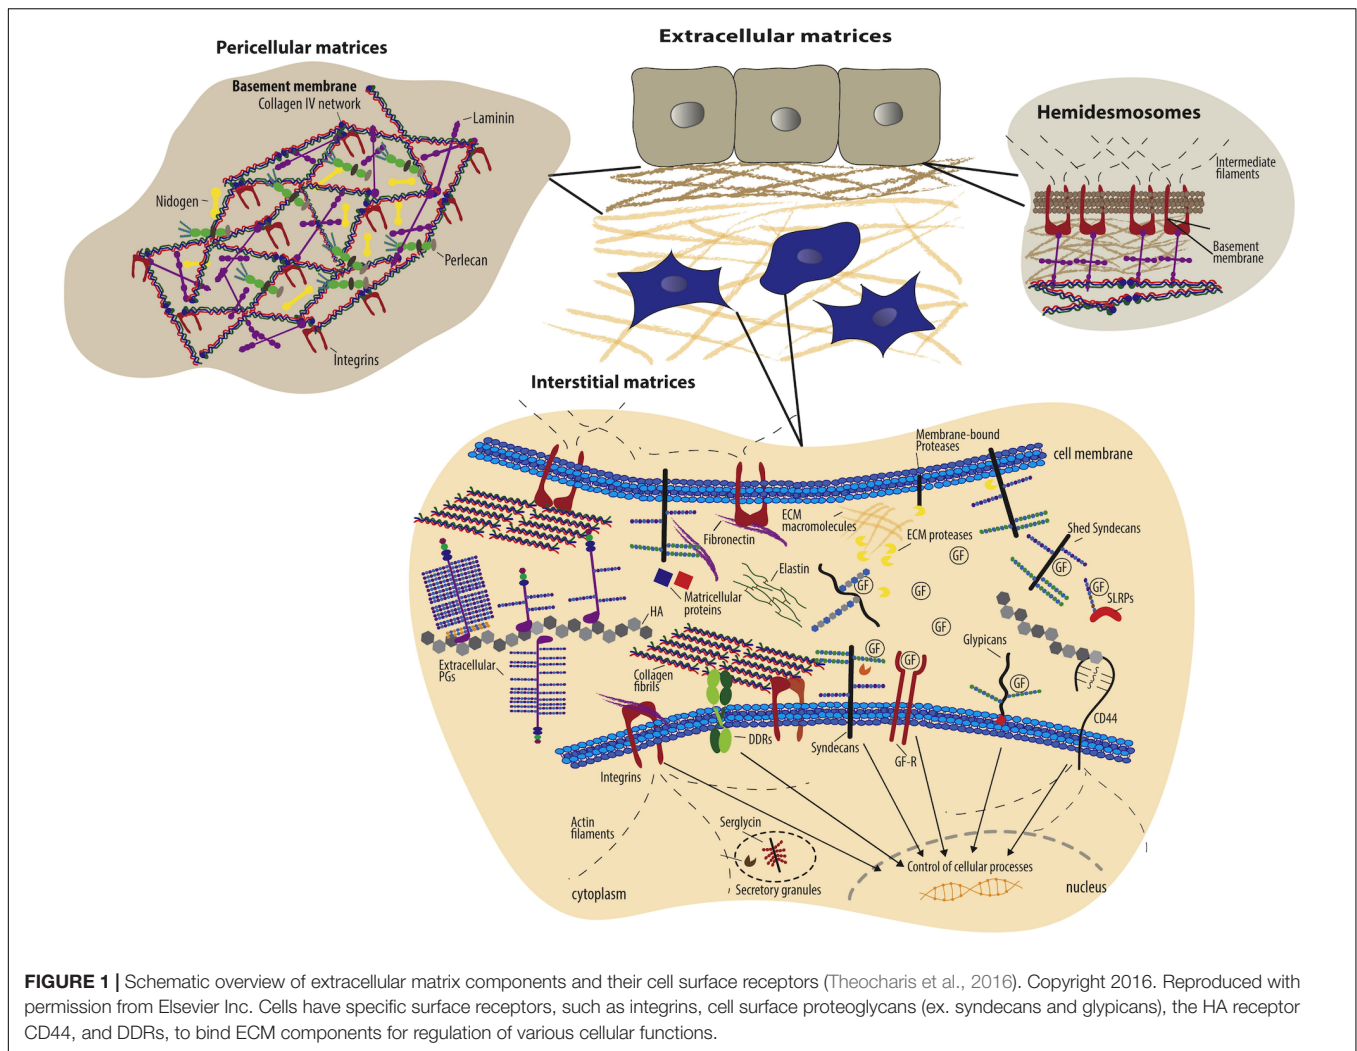 Extracellular matrices
Pericellular matrices
Basement membrane
Collagen IV network
Laminin
Nidogen
Perlecan
Integrins
Hemidesmosomes
Intermediate
filaments
Basement
membrane
Interstitial matrices
Membrane-bound
Proteases
cell membrane
ECM
macromolecules
Fibronectin
ECM proteases
Shed Syndecans
GF
GF
Elastin
GF
GF
GF
SLRPs
Matricellular
proteins
HA
GF
Glypicans
Extracellular
PGs
Collagen
fibrils
GF
GF
GF
CD44
DDRs
Syndecans
GF-R
Integrins
Actin
filaments
Serglycin
Control of cellular processes
cytoplasm
Secretory granules
nucleus
FIGURE 1 | Schematic overview of extracellular matrix components and their cell surface receptors (Theocharis et al., 2016). Copyright 2016. Reproduced with
permission from Elsevier Inc. Cells have specific surface receptors, such as integrins, cell surface proteoglycans (ex. syndecans and glypicans), the HA receptor
CD44, and DDRs, to bind ECM components for regulation of various cellular functions.